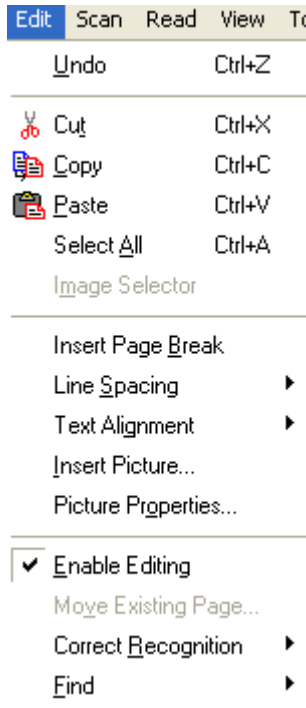 Edit Scan Read View To
Undo Ctrl+Z
Cut Ctrl+X
Copy Ctrl+C
Paste Ctrl+V
Select All Ctrl+A
Image Selector
Insert Page Break
Line Spacing
Text Alignment
Insert Picture...
Picture Properties...
Enable Editing
Move Existing Page...
Correct Recognition
Find